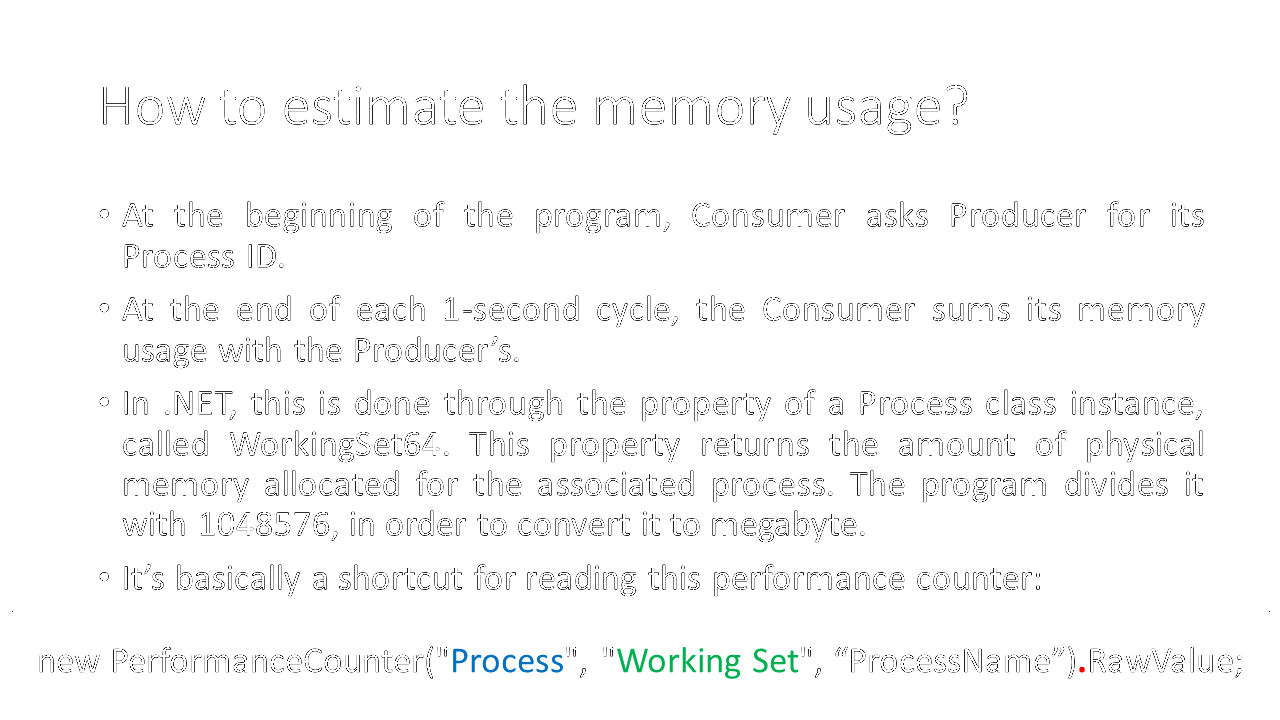 How to estimate the memory usage?
• At the beginning of the program, Consumer asks Producer for its
Process ID.
• At the end of each 1-second cycle, the Consumer sums its memory
usage with the Producer’s.
• In .NET, this is done through the property of a Process class instance,
called WorkingSet64. This property returns the amount of physical
memory allocated for the associated process. The program divides it
with 1048576, in order to convert it to megabyte.
• It’s basically a shortcut for reading this performance counter:
new PerformanceCounter("Process", "Working Set", “ProcessName”).RawValue;